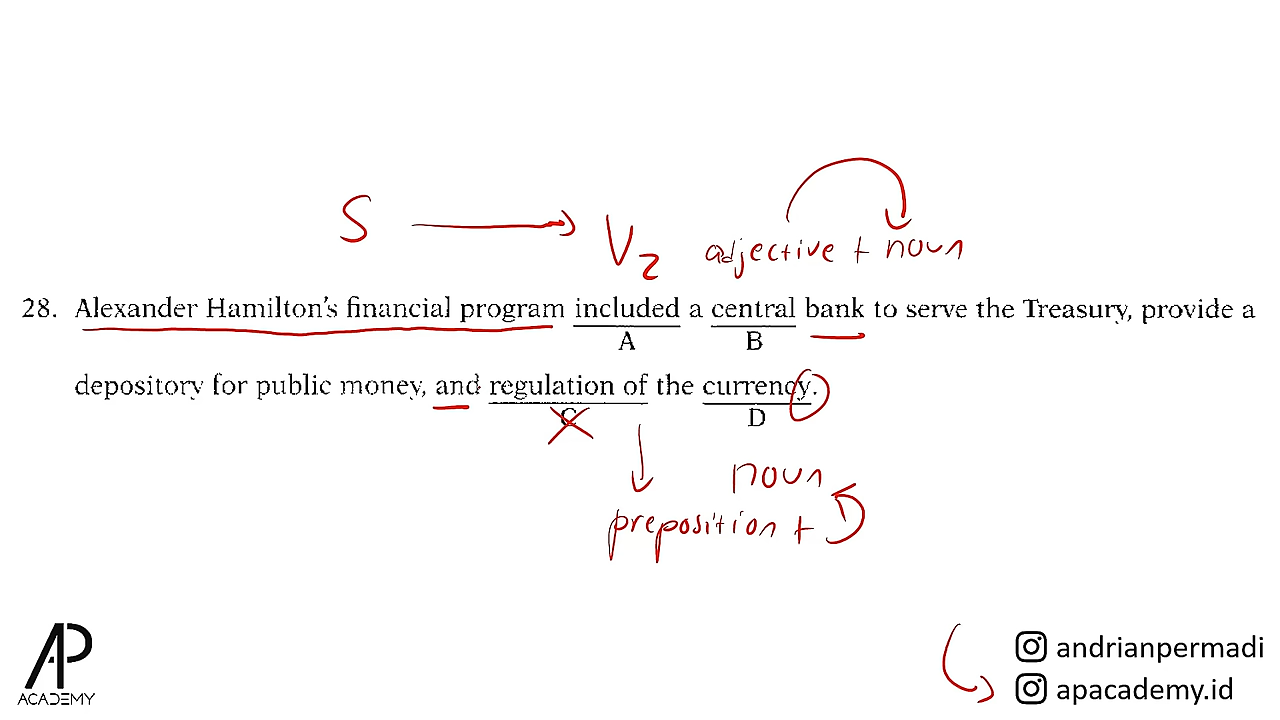 S V2 adjective + noun
28. Alexander Hamilton's financial program included a central bank to serve the Treasury, provide a
A B
depository for public money, and regulation of the currency.
C D
noun
preposition + D
AP
ACADEMY
andrianpermadi
apacademy.id